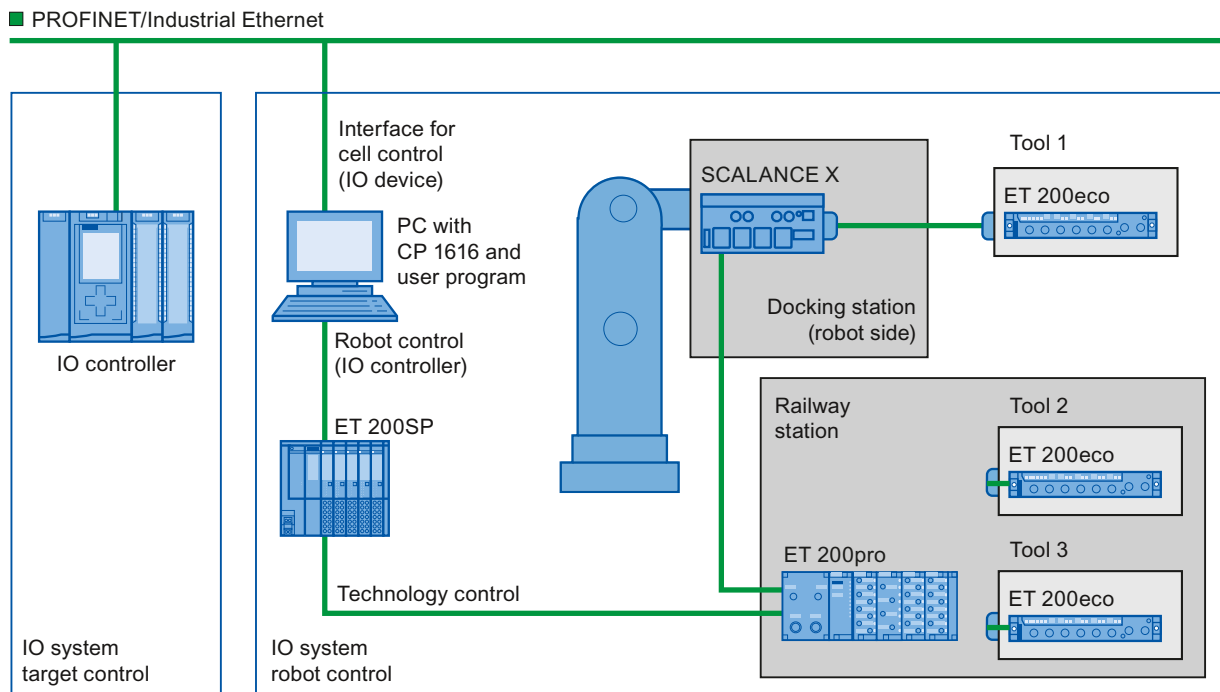 PROFINET/Industrial Ethernet
IO controller
IO system
target control
Interface for
cell control
(IO device)
PC with
CP 1616 and
user program
Robot control
(IO controller)
ET 200SP
Technology control
IO system
robot control
SCALANCE X
Docking station
(robot side)
Tool 1
ET 200eco
Railway
station
Tool 2
ET 200eco
ET 200pro
Tool 3
ET 200eco